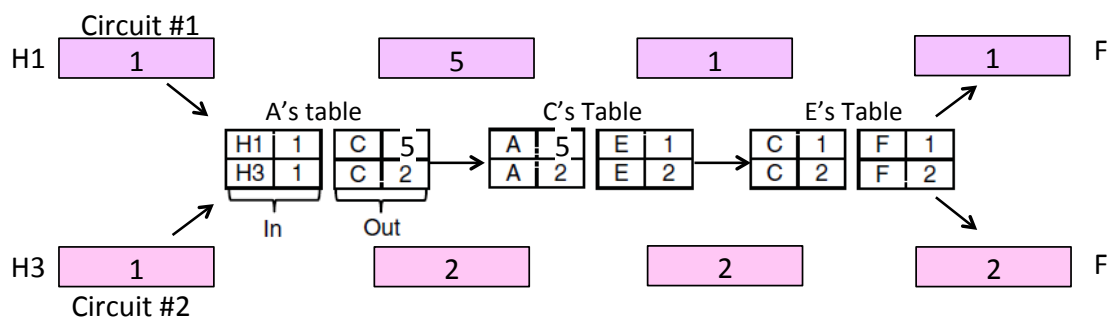 Circuit #1
H1 1 5 1 1 F
A's table C's Table E's Table
H1 1 C 5 A 5 E 1 C 1 F 1
H3 1 C 2 A 2 E 2 C 2 F 2
In Out
H3 1 2 2 2 F
Circuit #2